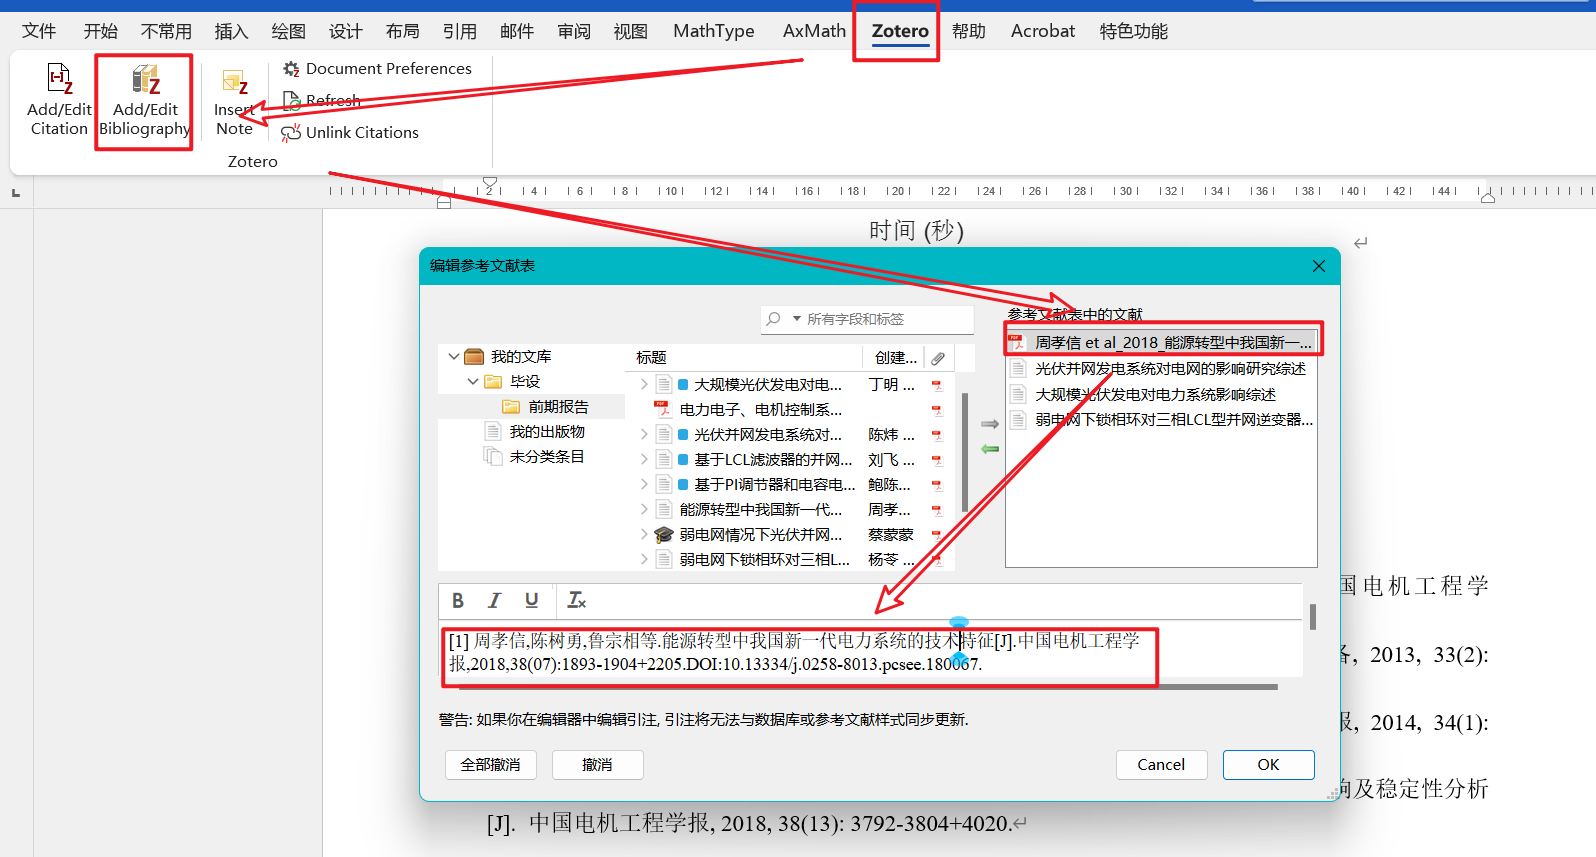 文件 开始 不常用 插入 绘图 设计 布局 引用 邮件 审阅 视图 MathType AxMath Zotero 帮助 Acrobat 特色功能
Add/Edit Citation
Add/Edit Bibliography
Insert Note
Document Preferences
Refresh
Unlink Citations
Zotero
2 4 6 8 10 12 14 16 18 20 22 24 26 28 30 32 34 36 38 40 42 44
时间 (秒)
编辑参考文献表
所有字段和标签
参考文献表中的文献
我的文库
毕设
前期报告
我的出版物
未分类条目
标题 创建...
大规模光伏发电对电... 丁明 ...
电力电子、电机控制系...
光伏并网发电系统对... 陈炜 ...
基于LCL滤波器的并网... 刘飞 ...
基于PI调节器和电容电... 鲍陈...
能源转型中我国新一代... 周孝...
弱电网情况下光伏并网... 蔡蒙蒙
弱电网下锁相环对三相L... 杨苓 ...
周孝信 et al_2018_能源转型中我国新一...
光伏并网发电系统对电网的影响研究综述
大规模光伏发电对电力系统影响综述
弱电网下锁相环对三相LCL型并网逆变器...
B I U Tx
[1] 周孝信,陈树勇,鲁宗相等.能源转型中我国新一代电力系统的技术特征[J].中国电机工程学
报,2018,38(07):1893-1904+2205.DOI:10.13334/j.0258-8013.pcsee.180067.
警告: 如果你在编辑器中编辑引注, 引注将无法与数据库或参考文献样式同步更新.
全部撤消 撤消 Cancel OK
国电机工程学
备, 2013, 33(2):
报, 2014, 34(1):
响及稳定性分析
[J]. 中国电机工程学报, 2018, 38(13): 3792-3804+4020.